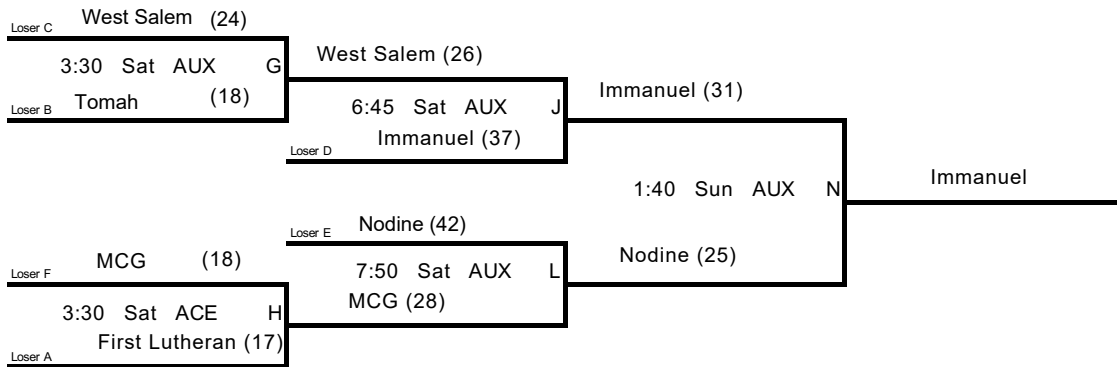 Loser C West Salem (24)
3:30 Sat AUX G
Loser B Tomah (18)
West Salem (26)
6:45 Sat AUX J
Immanuel (37)
Loser D
Immanuel (31)
1:40 Sun AUX N
Immanuel
Loser E Nodine (42)
7:50 Sat AUX L
MCG (28)
Nodine (25)
Loser F MCG (18)
3:30 Sat ACE H
First Lutheran (17)
Loser A